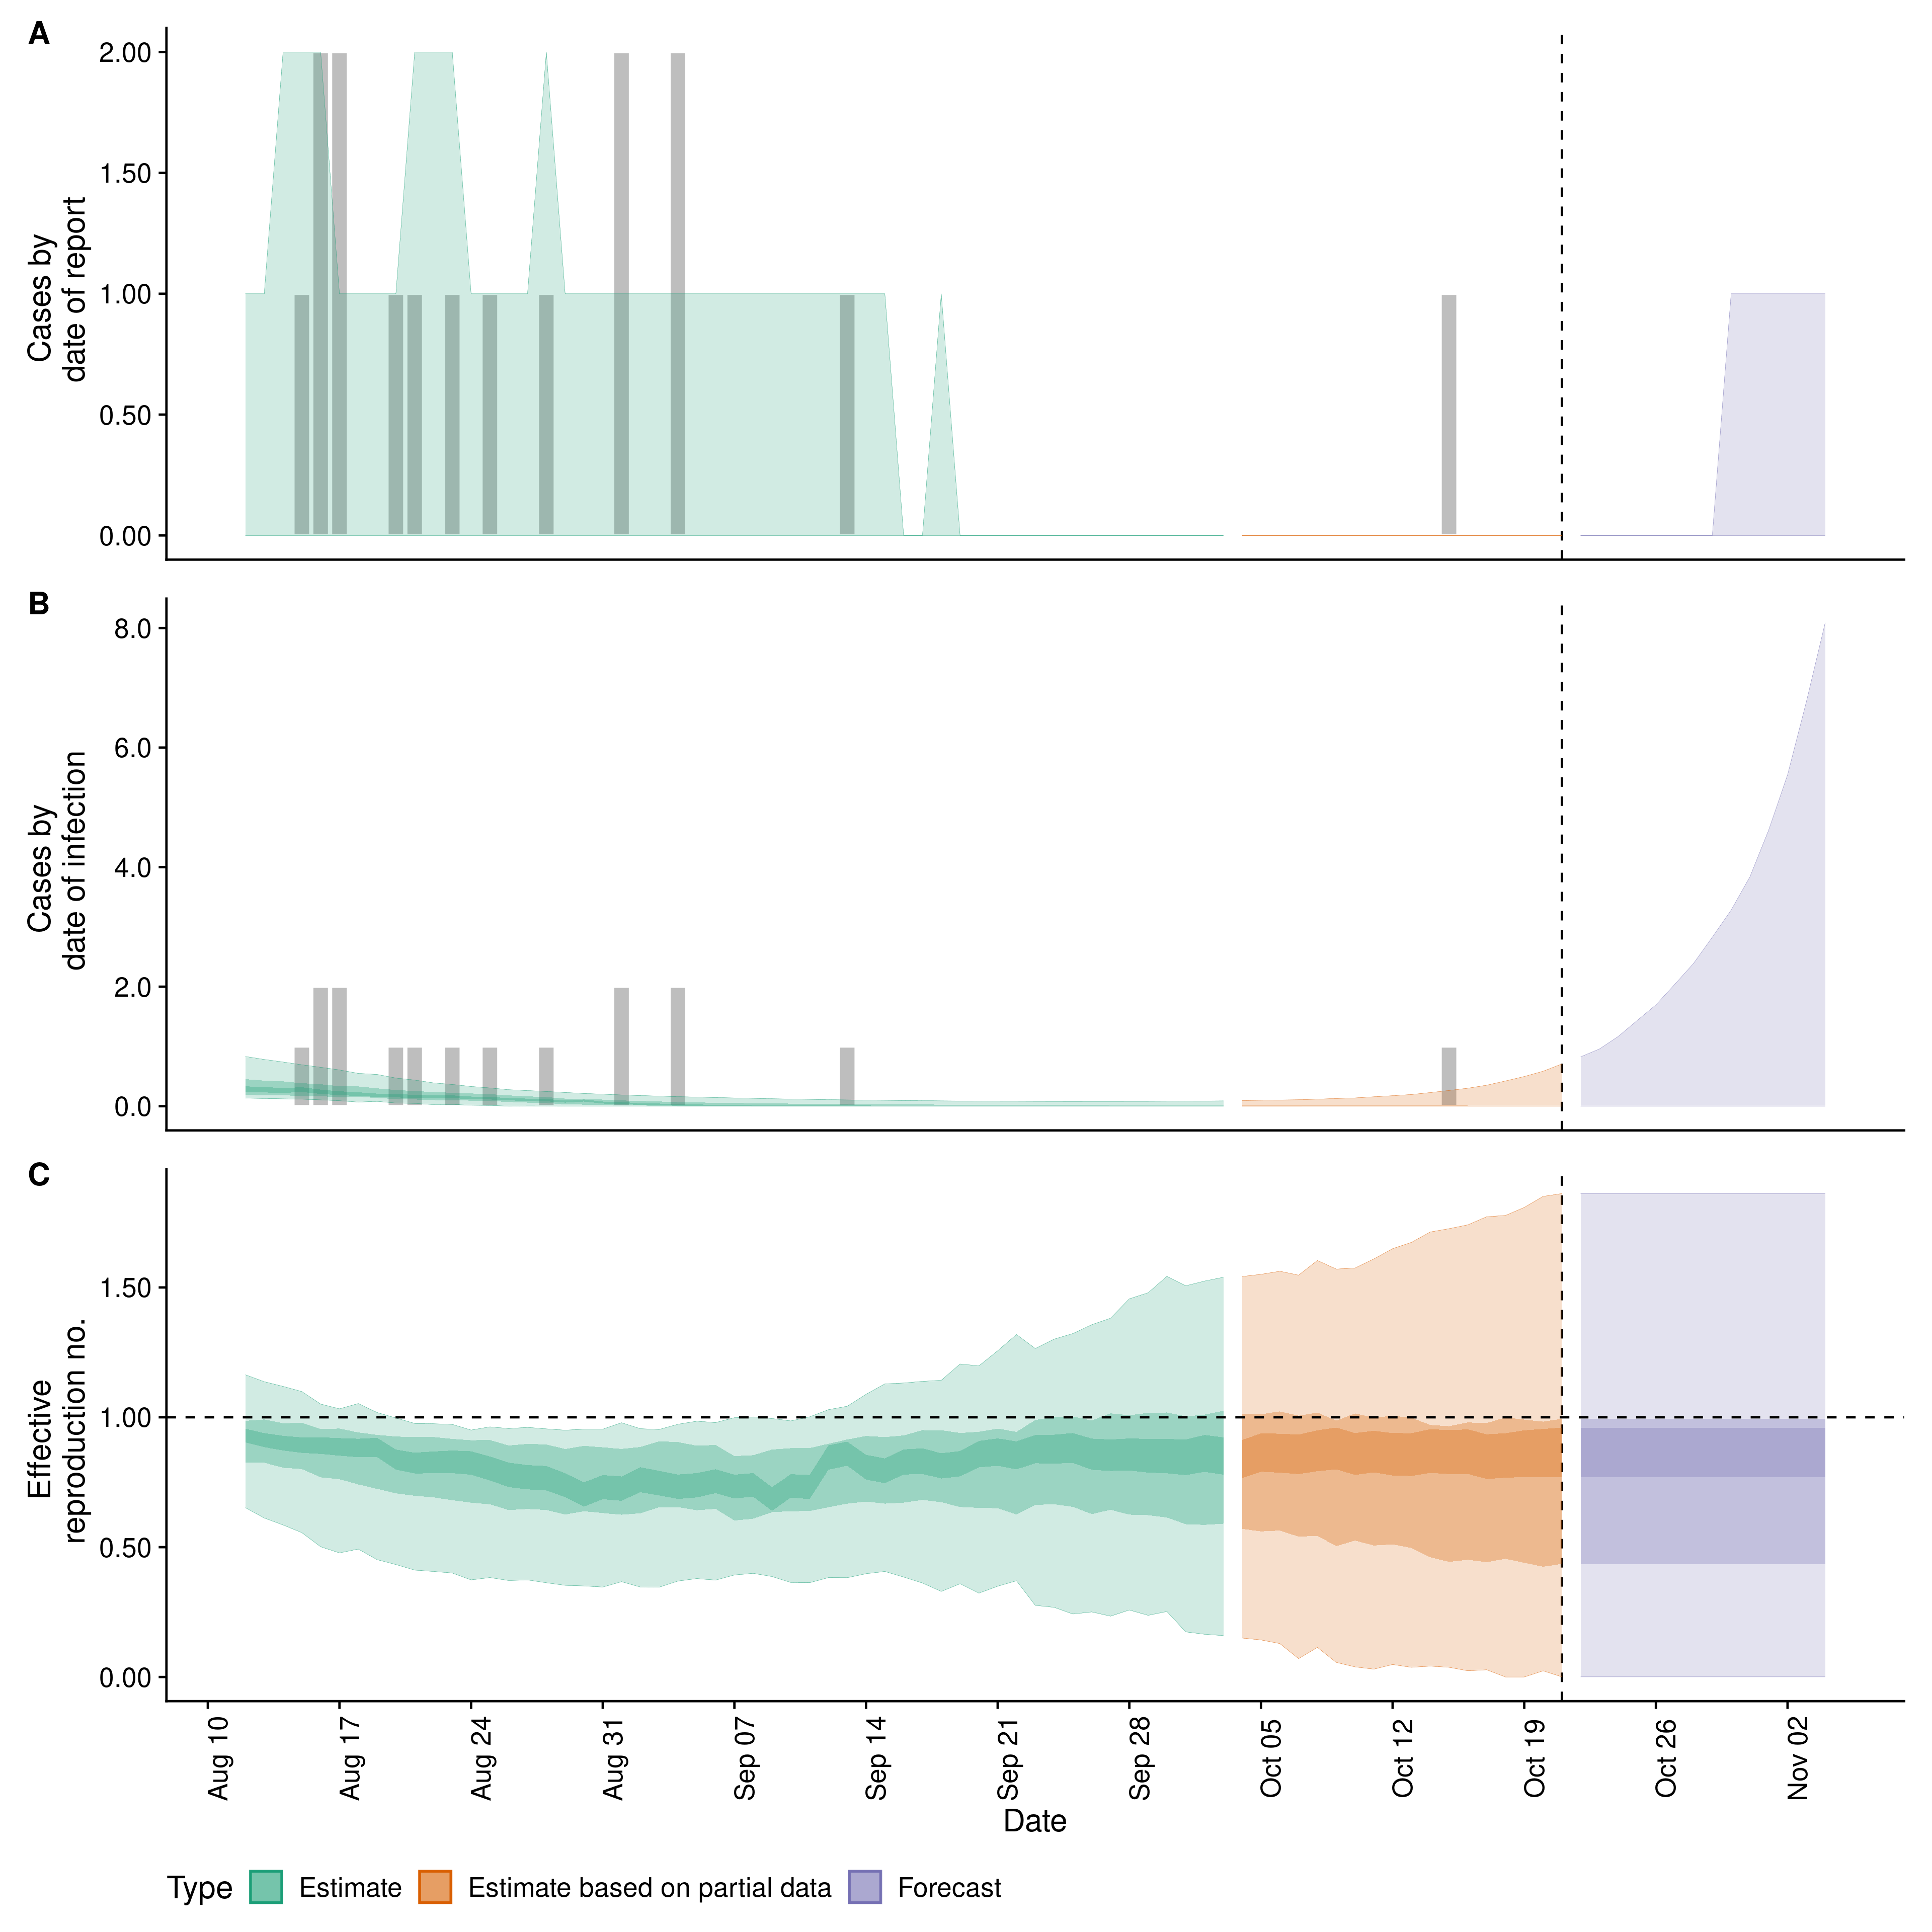 A
Cases by
date of report
2.00
1.50
1.00
0.50
0.00
B
Cases by
date of infection
8.0
6.0
4.0
2.0
0.0
C
Effective
reproduction no.
1.50
1.00
0.50
0.00
Aug 10
Aug 17
Aug 24
Aug 31
Sep 07
Sep 14
Sep 21
Sep 28
Oct 05
Oct 12
Oct 19
Oct 26
Nov 02
Date
Type Estimate Estimate based on partial data Forecast